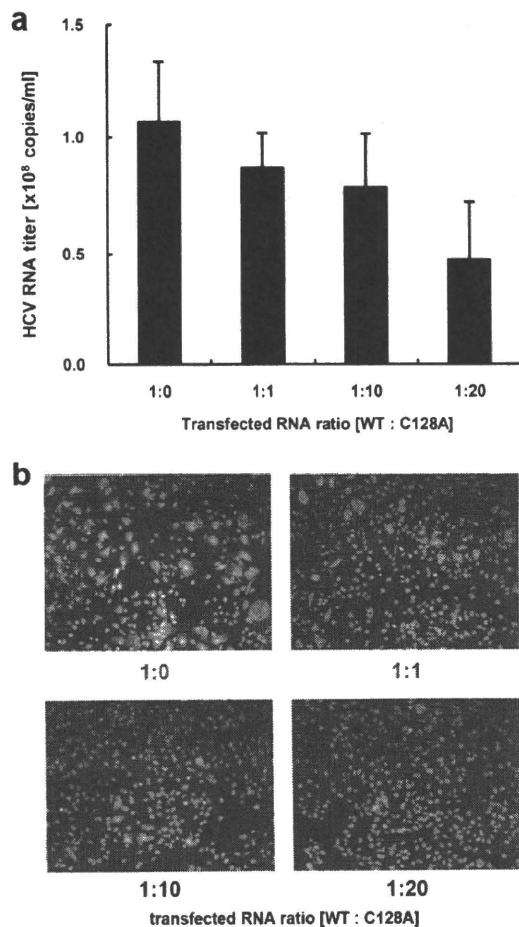 a
1.5
1.0
0.5
0.0
HCV RNA titer [x10⁸ copies/ml]
1:0 1:1 1:10 1:20
Transfected RNA ratio [WT : C128A]
b
1:0 1:1
1:10 1:20
transfected RNA ratio [WT : C128A]